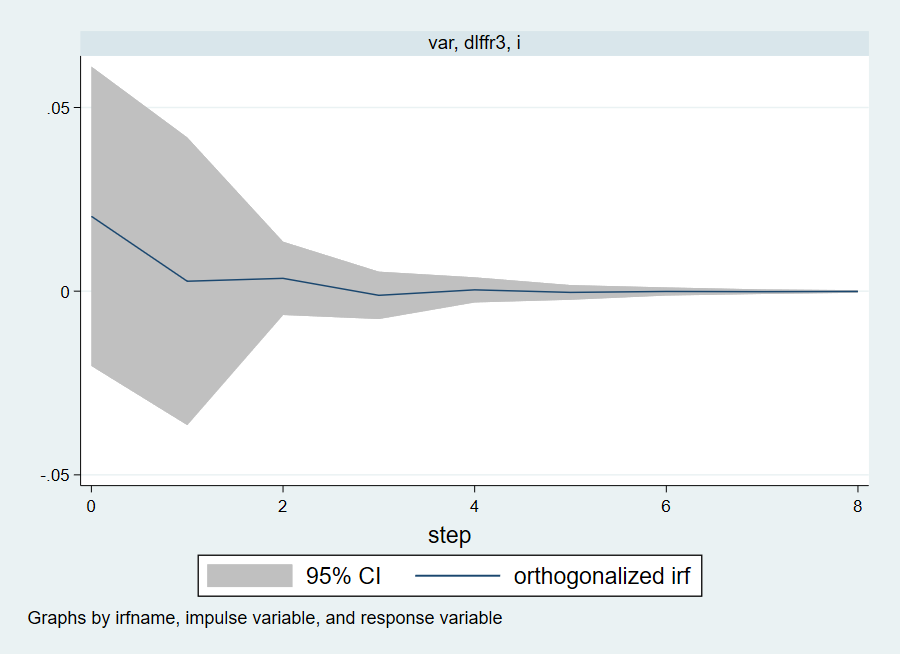 var, dlffr3, i
.05
0
-.05
0 2 4 6 8
step
95% CI orthogonalized irf
Graphs by irfname, impulse variable, and response variable